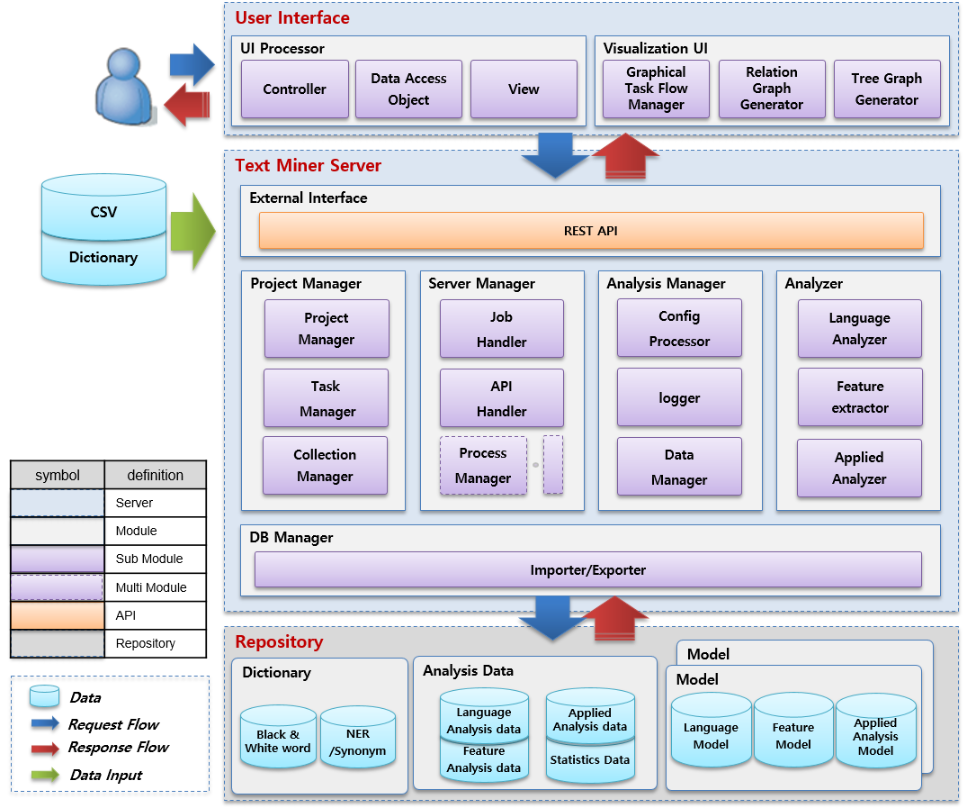 User Interface
UI Processor
Controller
Data Access
Object
View
Visualization UI
Graphical
Task Flow
Manager
Relation
Graph
Generator
Tree Graph
Generator
CSV
Dictionary
Text Miner Server
External Interface
REST API
Project Manager
Project
Manager
Task
Manager
Collection
Manager
Server Manager
Job
Handler
API
Handler
Process
Manager
Analysis Manager
Config
Processor
logger
Data
Manager
Analyzer
Language
Analyzer
Feature
extractor
Applied
Analyzer
DB Manager
Importer/Exporter
symbol definition
Server
Module
Sub Module
Multi Module
API
Repository
Data
Request Flow
Response Flow
Data Input
Repository
Dictionary
Black &
White word
NER
/Synonym
Analysis Data
Language
Analysis data
Feature
Analysis data
Applied
Analysis data
Statistics Data
Model
Model
Language
Model
Feature
Model
Applied
Analysis
Model